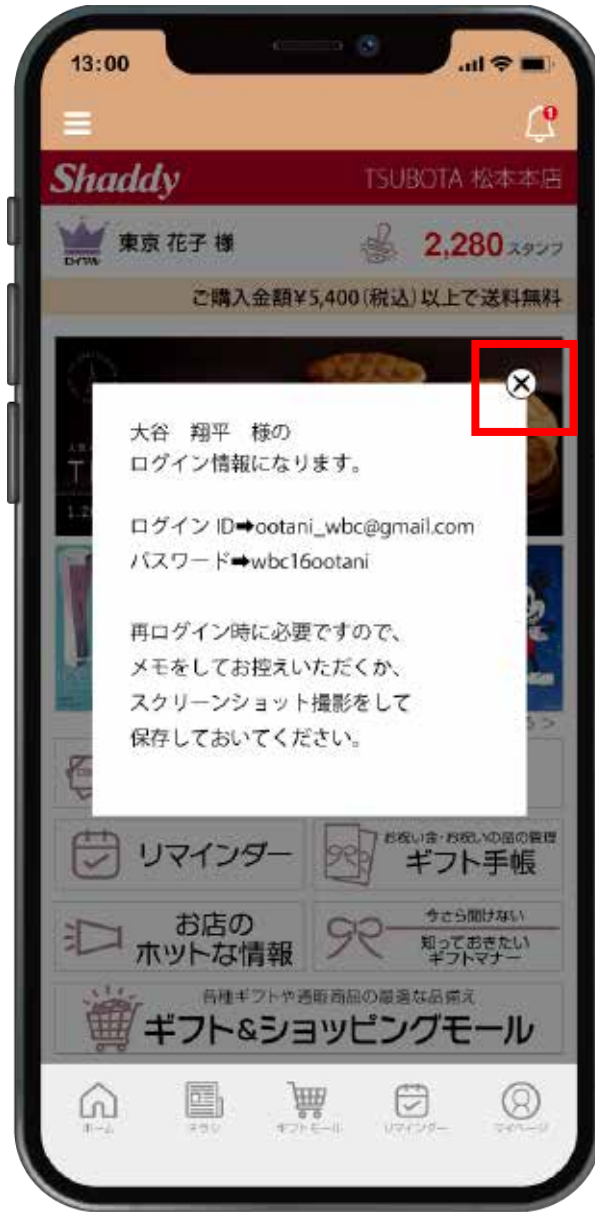 13:00
1
Shaddy
TSUBOTA 松本本店
ロイヤル
東京 花子 様
2,280 スタンプ
ご購入金額¥5,400(税込)以上で送料無料
大谷 翔平 様の
ログイン情報になります。
ログイン ID➡ootani_wbc@gmail.com
パスワード➡wbc16ootani
再ログイン時に必要ですので、
メモをしてお控えいただくか、
スクリーンショット撮影をして
保存しておいてください。
リマインダー
お祝い金・お祝いの品の管理
ギフト手帳
お店の
ホットな情報
今さら聞けない
知っておきたい
ギフトマナー
各種ギフトや通販商品の最適な品揃え
ギフト&ショッピングモール
ホーム
チラシ
ギフトモール
リマインダー
マイページ